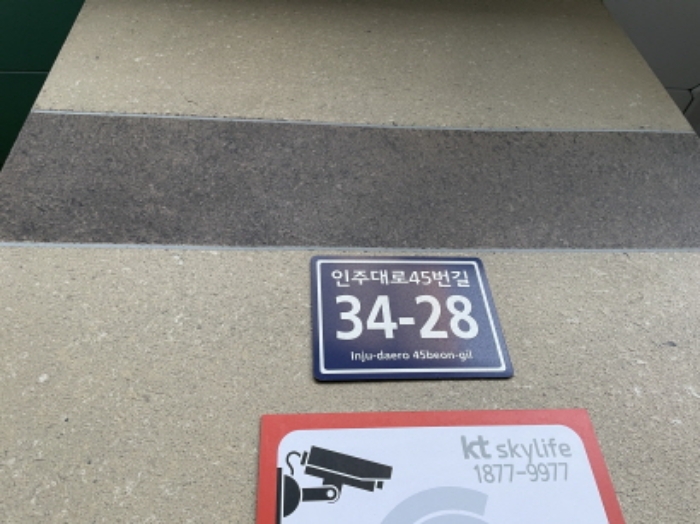 인주대로45번길
34-28
Inju-daero 45beon-gil
kt skylife
1877-9977